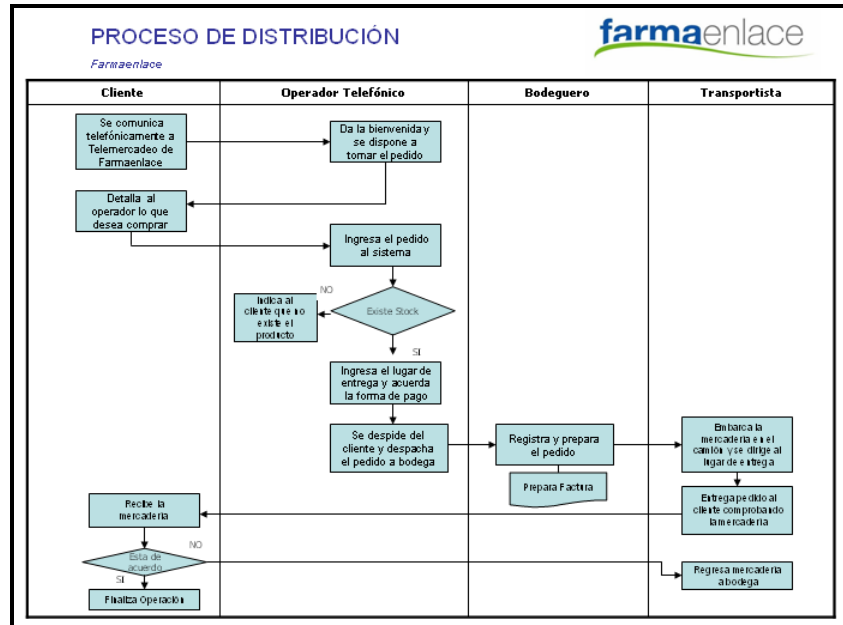 PROCESO DE DISTRIBUCIÓN
Farmaenlace
farmaenlace
Cliente
Operador Telefónico
Bodeguero
Transportista
Se comunica
telefónicamente a
Telemercadeo de
Farmaenlace
Da la bienvenida y
se dispone a
tomar el pedido
Detalla al
operador lo que
desea comprar
Ingresa el pedido
al sistema
NO
Indica al
cliente que no
existe el
producto
Existe Stock
SI
Ingresa el lugar de
entrega y acuerda
la forma de pago
Se despide del
cliente y despacha
el pedido a bodega
Registra y prepara
el pedido
Embarca la
mercadería en el
camión y se dirige al
lugar de entrega
Prepara Factura
Entrega pedido al
cliente comprobando
la mercadería
Recibe la
mercadería
NO
Esta de
acuerdo
SI
Regresa mercadería
a bodega
Finaliza Operación